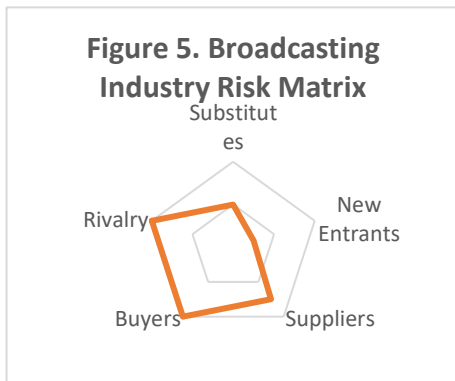 Figure 5. Broadcasting
Industry Risk Matrix
Substitut
es
New
Entrants
Suppliers
Buyers
Rivalry